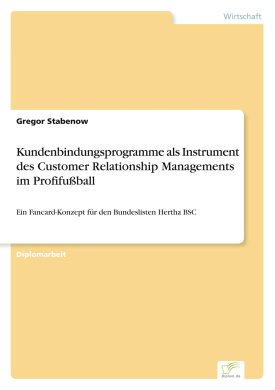 Wirtschaft
Gregor Stabenow
Kundenbindungsprogramme als Instrument
des Customer Relationship Managements
im Profifußball
Ein Fancard-Konzept für den Bundeslisten Hertha BSC
Diplomarbeit
Diplom.de